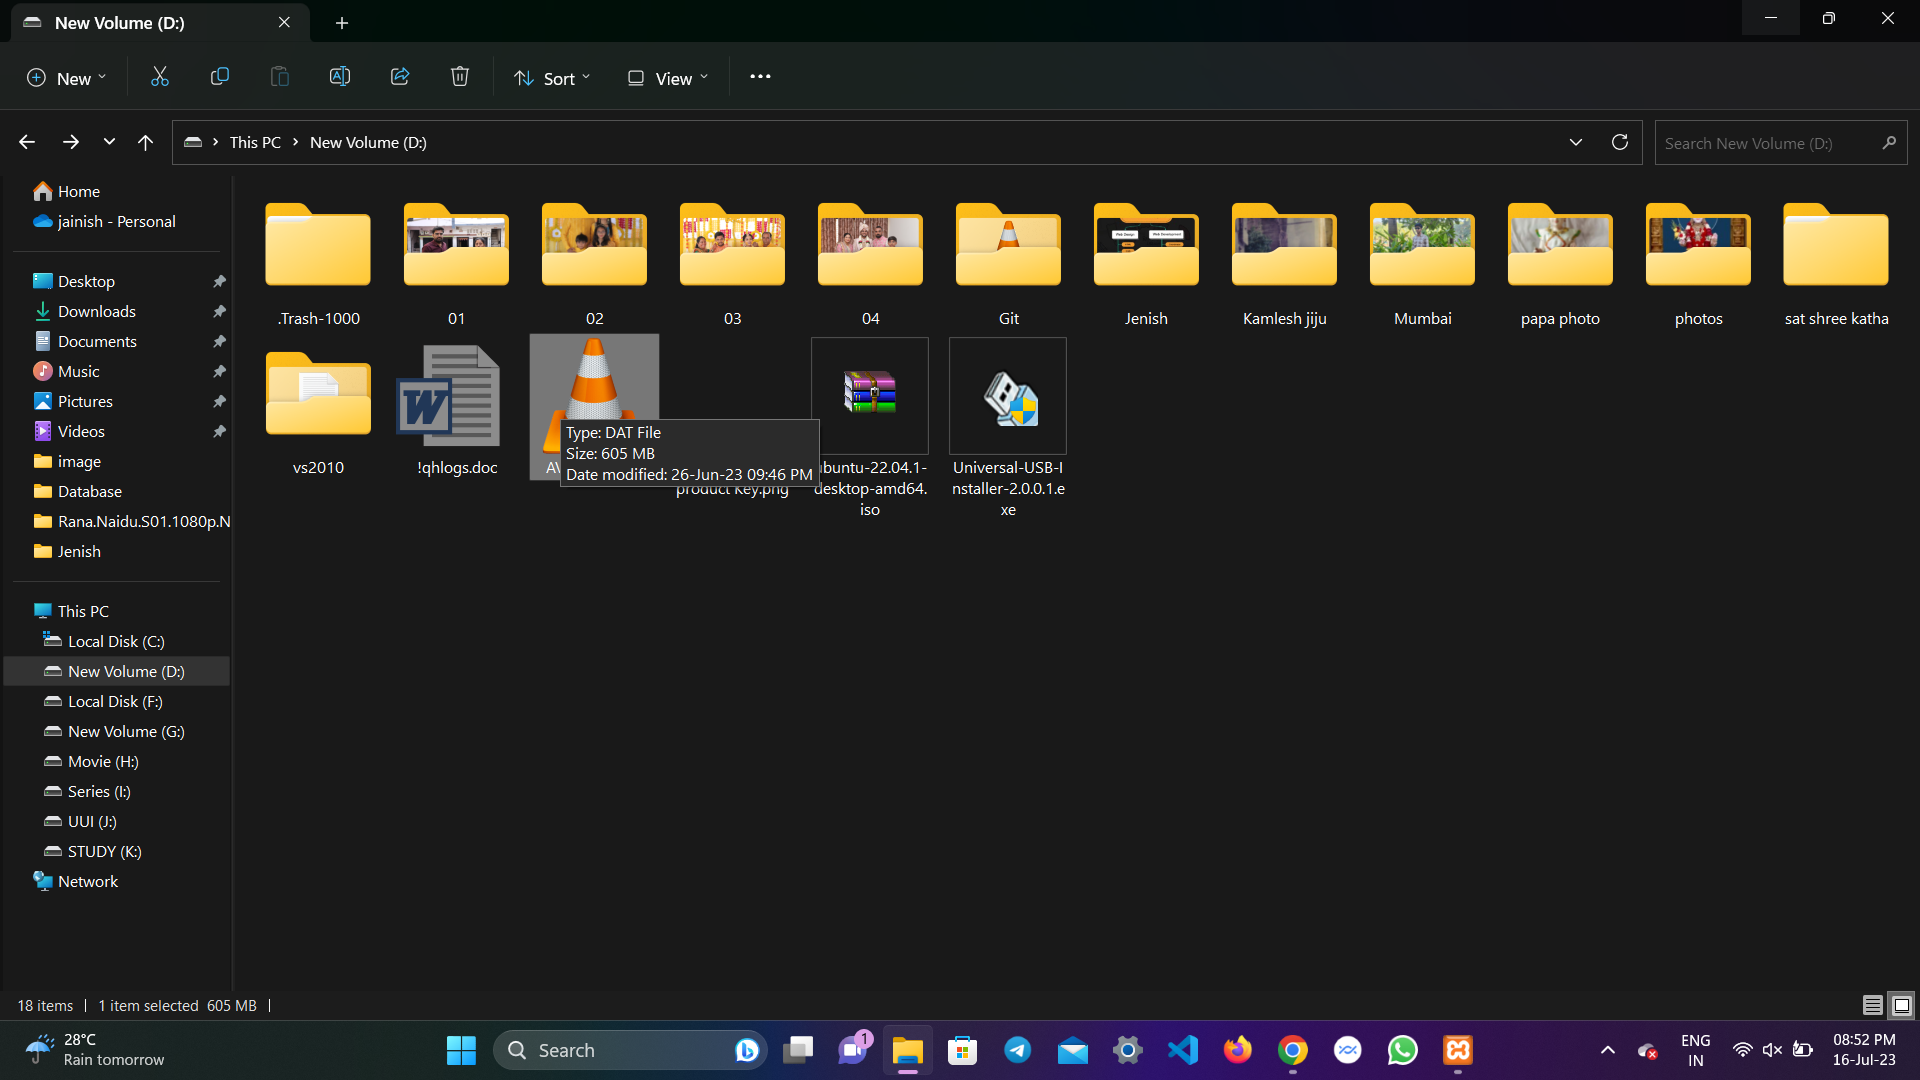 New Volume (D:)
New
Sort
View
This PC
New Volume (D:)
Search New Volume (D:)
Home
jainish - Personal
Desktop
Downloads
Documents
Music
Pictures
Videos
image
Database
Rana.Naidu.S01.1080p.N
Jenish
This PC
Local Disk (C:)
New Volume (D:)
Local Disk (F:)
New Volume (G:)
Movie (H:)
Series (I:)
UUI (J:)
STUDY (K:)
Network
.Trash-1000
01
02
03
04
Git
Jenish
Kamlesh jiju
Mumbai
papa photo
photos
sat shree katha
vs2010
!qhlogs.doc
Type: DAT File
Size: 605 MB
Date modified: 26-Jun-23 09:46 PM
product Key.png
buntu-22.04.1-
desktop-amd64.
iso
Universal-USB-I
nstaller-2.0.0.1.e
xe
18 items
1 item selected 605 MB
28°C
Rain tomorrow
Search
1
ENG
IN
08:52 PM
16-Jul-23